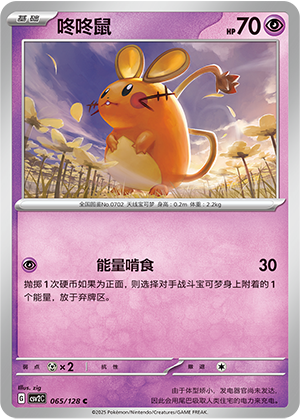 基础
咚咚鼠
HP70
全国图鉴No.0702 天线宝可梦 身高：0.2m 体重：2.2kg
能量啃食 30
抛掷1次硬币如果为正面，则选择对手战斗宝可梦身上附着的1
个能量，放于弃牌区。
弱点 ×2 抵抗力 撤退
Illus. zig
G CSV2C 065/128 C
由于体型娇小，发电器官尚未发达，
因此会由用尾巴吸取人类住宅的电力来充电。
©2025 Pokémon/Nintendo/Creatures/GAME FREAK.